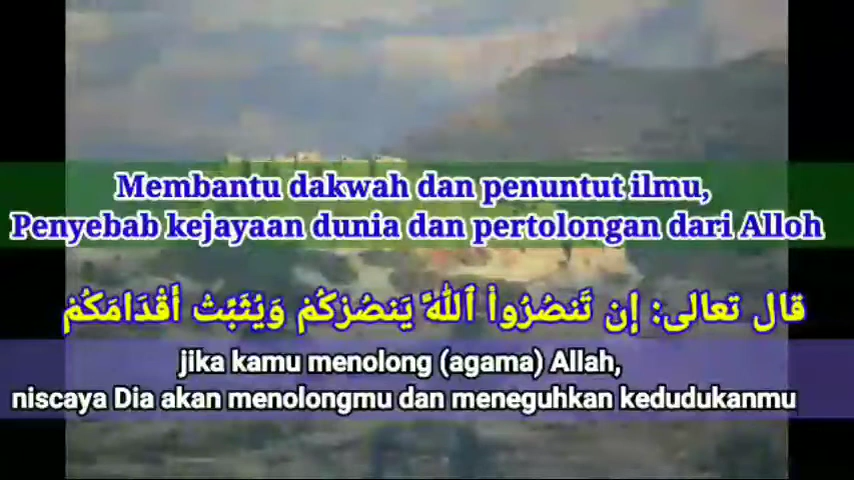 Membantu dakwah dan penuntut ilmu,
Penyebab kejayaan dunia dan pertolongan dari Alloh
قال تعالى: إِن تَنصُرُواْ ٱللَّهَ يَنصُرْكُمْ وَيُثَبِّتْ أَقْدَامَكُمْ
jika kamu menolong (agama) Allah,
niscaya Dia akan menolongmu dan meneguhkan kedudukanmu